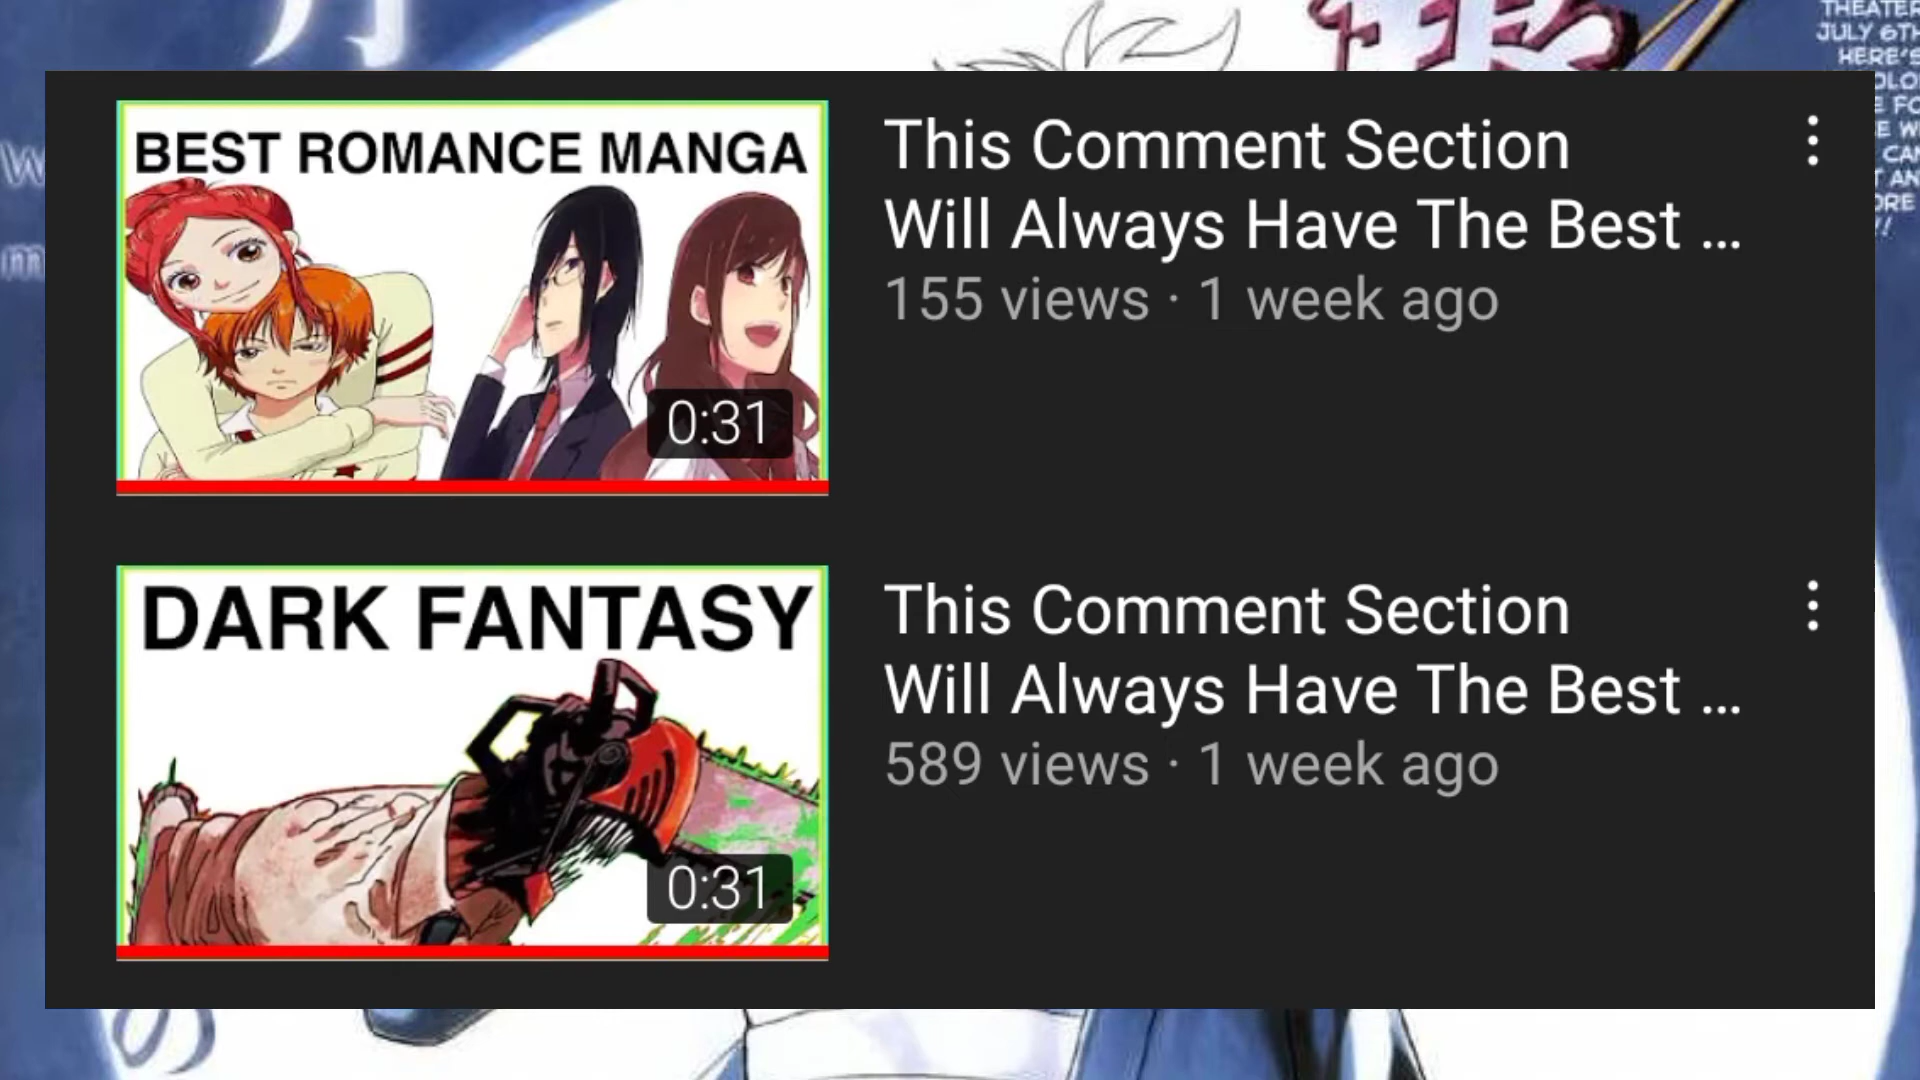 BEST ROMANCE MANGA
0:31
This Comment Section
Will Always Have The Best ...
155 views · 1 week ago
DARK FANTASY
0:31
This Comment Section
Will Always Have The Best ...
589 views · 1 week ago
THEATER
JULY 6TH
HERE'S